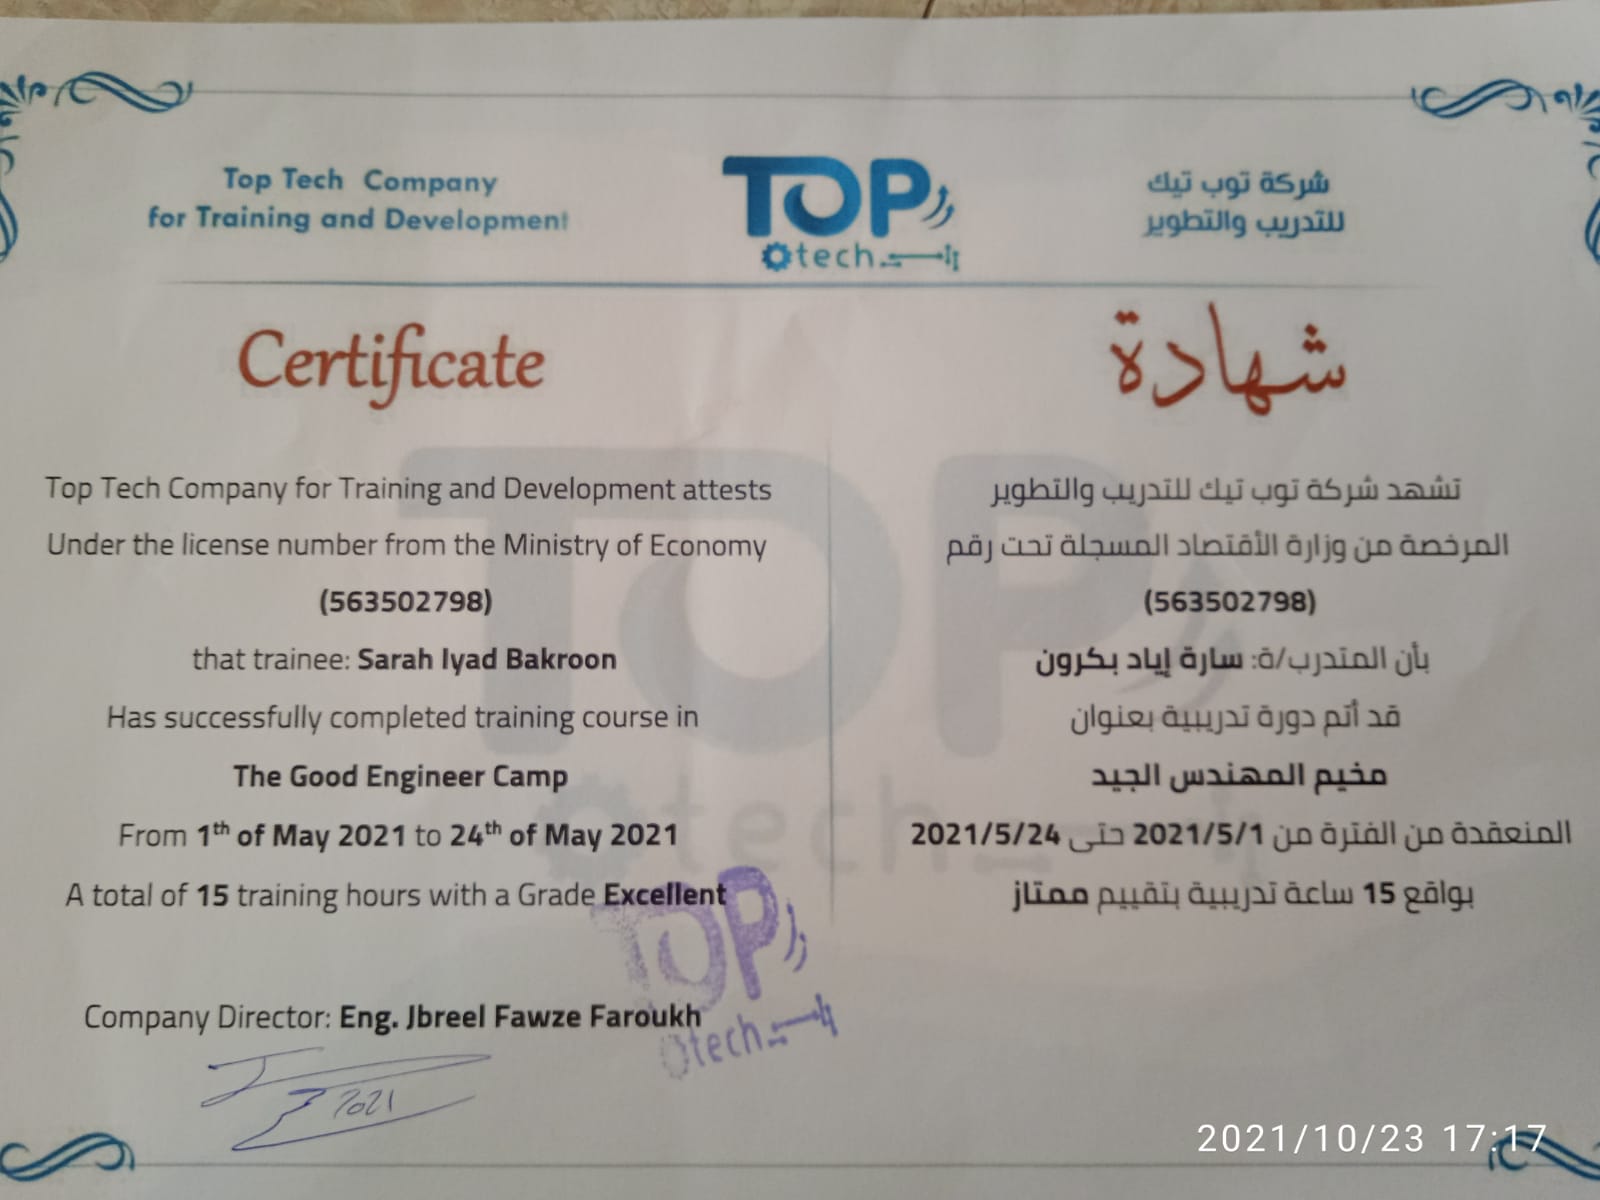 Top Tech Company
for Training and Development
TOP
tech
شركة توب تيك
للتدريب والتطوير
Certificate
Top Tech Company for Training and Development attests
Under the license number from the Ministry of Economy
(563502798)
that trainee: Sarah Iyad Bakroon
Has successfully completed training course in
The Good Engineer Camp
From 1th of May 2021 to 24th of May 2021
A total of 15 training hours with a Grade Excellent
Company Director: Eng. Jbreel Fawze Faroukh
2021
شهادة
تشهد شركة توب تيك للتدريب والتطوير
المرخصة من وزارة الأقتصاد المسجلة تحت رقم
(563502798)
بأن المتدرب/ة: سارة إياد بكرون
قد أتم دورة تدريبية بعنوان
مخيم المهندس الجيد
المنعقدة من الفترة من 2021/5/1 حتى 2021/5/24
بواقع 15 ساعة تدريبية بتقييم ممتاز
TOP
tech
TOP
tech
2021/10/23 17:17